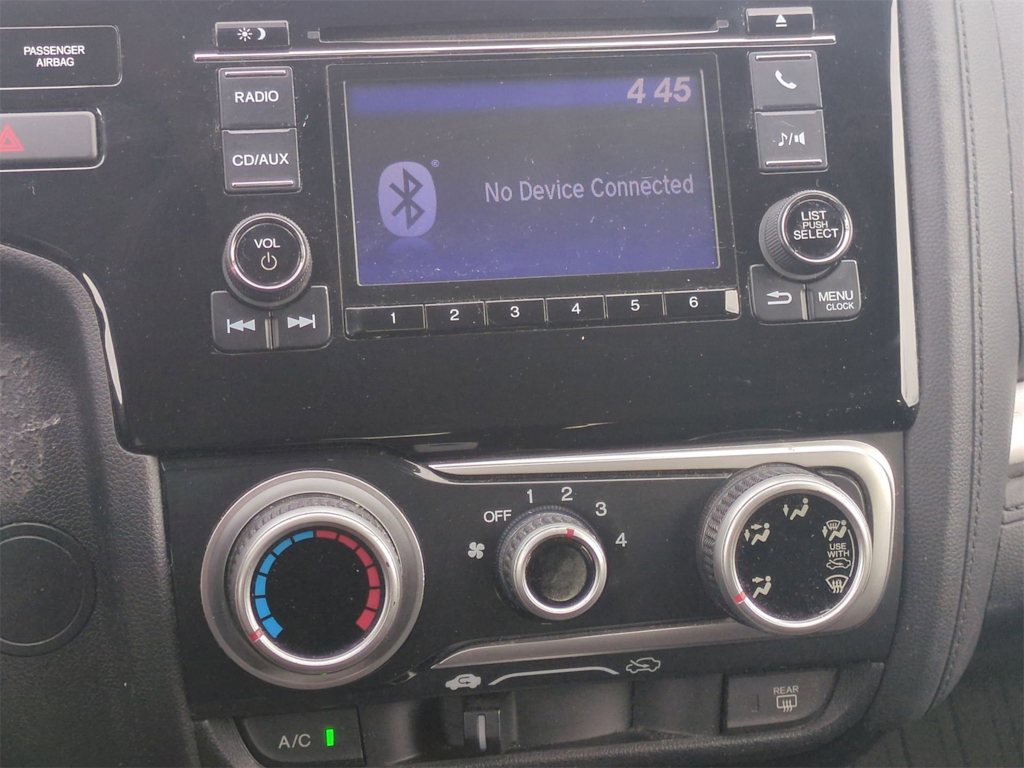 PASSENGER
AIRBAG
RADIO
CD/AUX
VOL
4 45
®
No Device Connected
LIST
PUSH
SELECT
MENU
CLOCK
1 2 3 4 5 6
OFF 1 2 3 4
USE
WITH
A/C
REAR